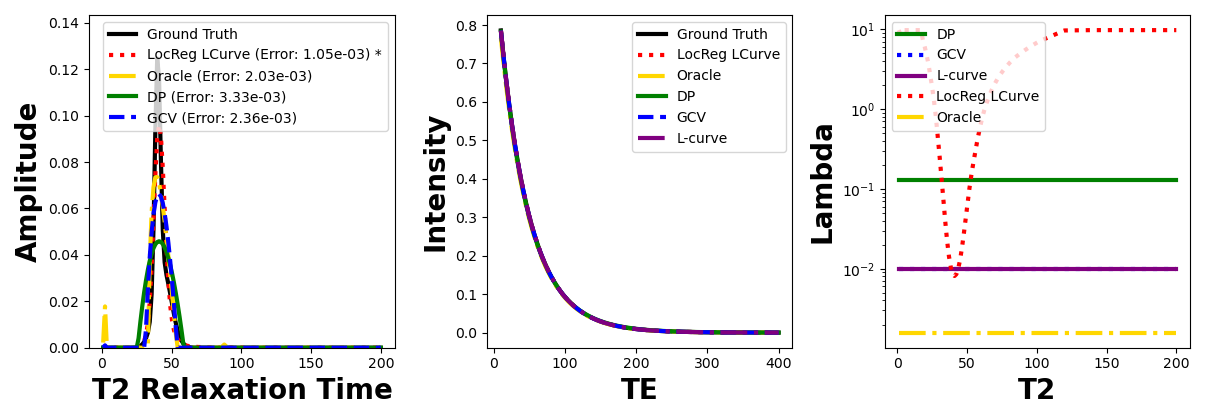 0.14
0.12
0.10
0.08
0.06
0.04
0.02
0.00
Amplitude
0
50
100
150
200
T2 Relaxation Time
Ground Truth
LocReg LCurve (Error: 1.05e-03) *
Oracle (Error: 2.03e-03)
DP (Error: 3.33e-03)
GCV (Error: 2.36e-03)
0.8
0.7
0.6
0.5
0.4
0.3
0.2
0.1
0.0
Intensity
0
100
200
300
400
TE
Ground Truth
LocReg LCurve
Oracle
DP
GCV
L-curve
10¹
10⁰
10⁻¹
10⁻²
Lambda
0
50
100
150
200
T2
DP
GCV
L-curve
LocReg LCurve
Oracle